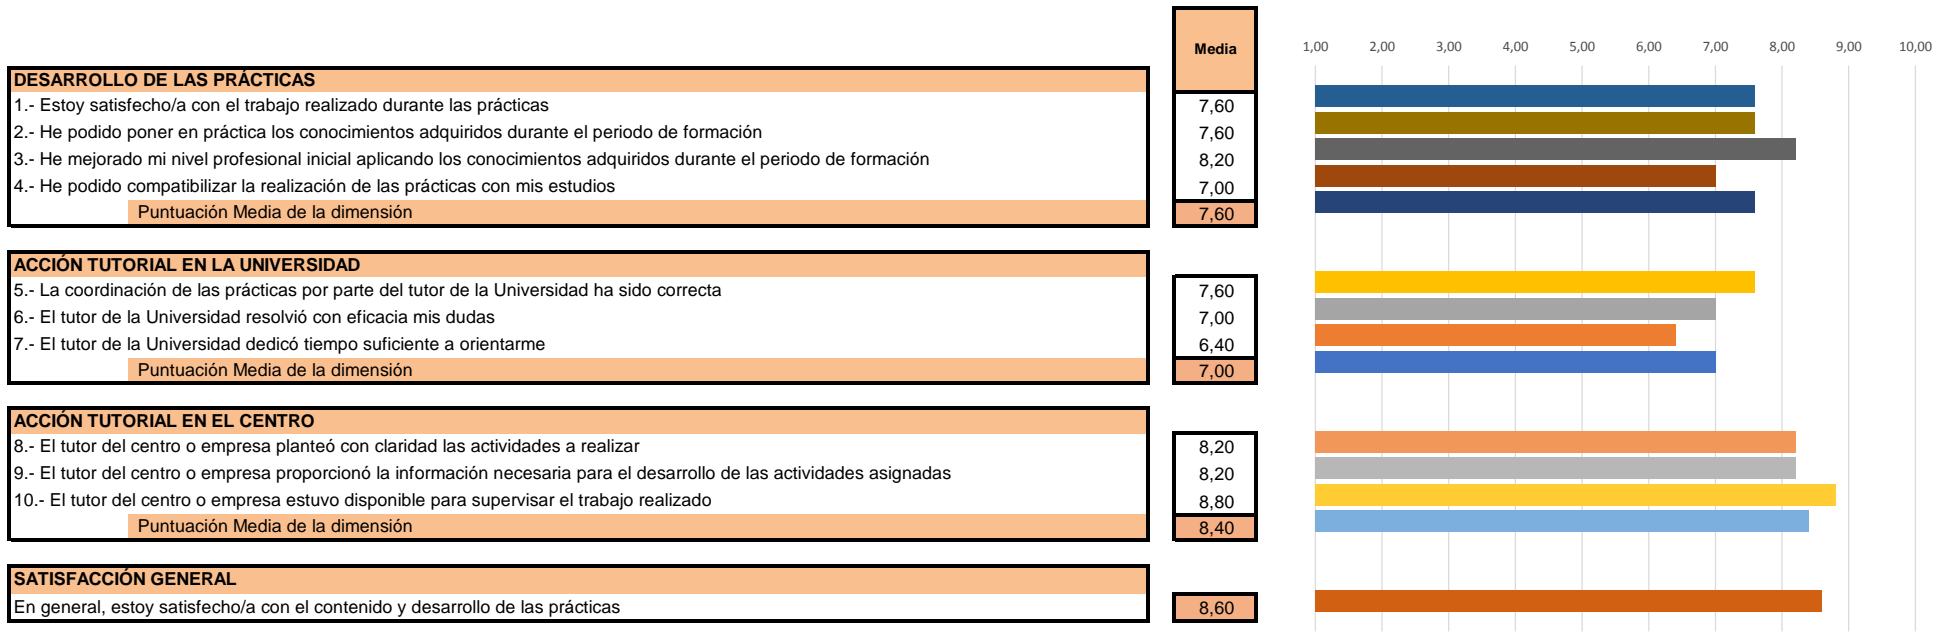 Media
1,00 2,00 3,00 4,00 5,00 6,00 7,00 8,00 9,00 10,00
DESARROLLO DE LAS PRÁCTICAS
1.- Estoy satisfecho/a con el trabajo realizado durante las prácticas 7,60
2.- He podido poner en práctica los conocimientos adquiridos durante el periodo de formación 7,60
3.- He mejorado mi nivel profesional inicial aplicando los conocimientos adquiridos durante el periodo de formación 8,20
4.- He podido compatibilizar la realización de las prácticas con mis estudios 7,00
Puntuación Media de la dimensión 7,60
ACCIÓN TUTORIAL EN LA UNIVERSIDAD
5.- La coordinación de las prácticas por parte del tutor de la Universidad ha sido correcta 7,60
6.- El tutor de la Universidad resolvió con eficacia mis dudas 7,00
7.- El tutor de la Universidad dedicó tiempo suficiente a orientarme 6,40
Puntuación Media de la dimensión 7,00
ACCIÓN TUTORIAL EN EL CENTRO
8.- El tutor del centro o empresa planteó con claridad las actividades a realizar 8,20
9.- El tutor del centro o empresa proporcionó la información necesaria para el desarrollo de las actividades asignadas 8,20
10.- El tutor del centro o empresa estuvo disponible para supervisar el trabajo realizado 8,80
Puntuación Media de la dimensión 8,40
SATISFACCIÓN GENERAL
En general, estoy satisfecho/a con el contenido y desarrollo de las prácticas 8,60